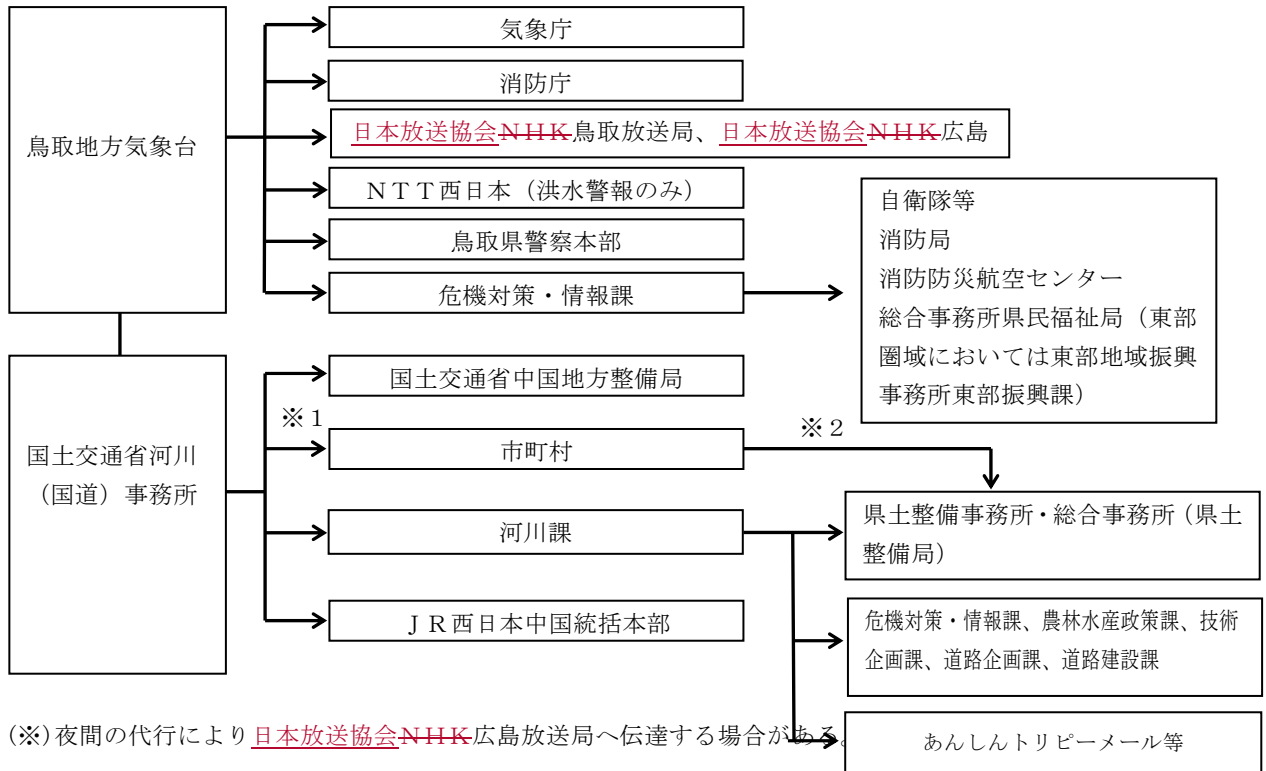 気象庁
消防庁
鳥取地方気象台
日本放送協会NHK鳥取放送局、日本放送協会NHK広島
NTT西日本（洪水警報のみ）
鳥取県警察本部
危機対策・情報課
自衛隊等
消防局
消防防災航空センター
総合事務所県民福祉局（東部
圏域においては東部地域振興
事務所東部振興課）
国土交通省河川
（国道）事務所
国土交通省中国地方整備局
※１
市町村
※２
河川課
県土整備事務所・総合事務所（県土
整備局）
JR西日本中国統括本部
危機対策・情報課、農林水産政策課、技術
企画課、道路企画課、道路建設課
(※)夜間の代行により日本放送協会NHK広島放送局へ伝達する場合がある。
あんしんトリピーメール等